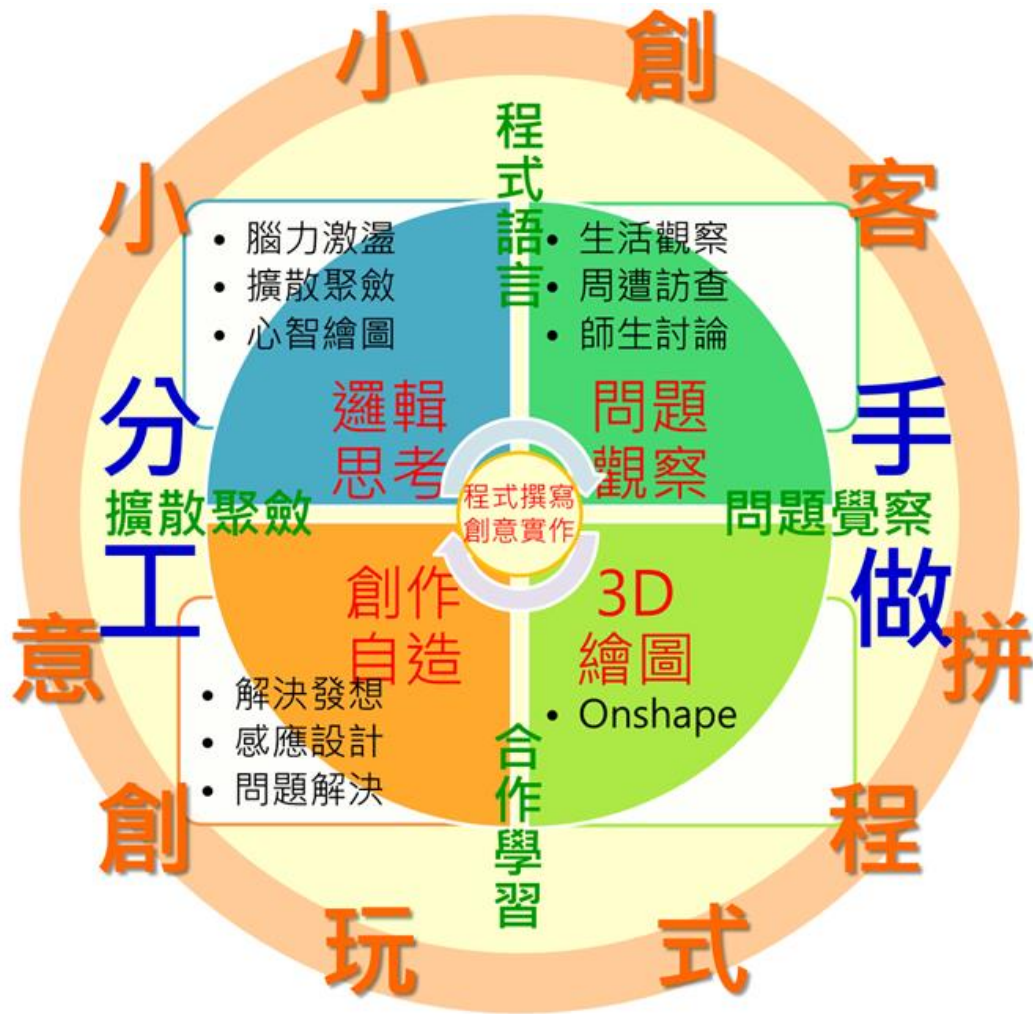 小小創客
拼程式
玩創意
手做
分工
程式語言
問題覺察
合作學習
擴散聚斂
• 腦力激盪
• 擴散聚斂
• 心智繪圖
邏輯
思考
• 生活觀察
• 周遭訪查
• 師生討論
問題
觀察
程式撰寫
創意實作
創作
自造
• 解決發想
• 感應設計
• 問題解決
3D
繪圖
• Onshape